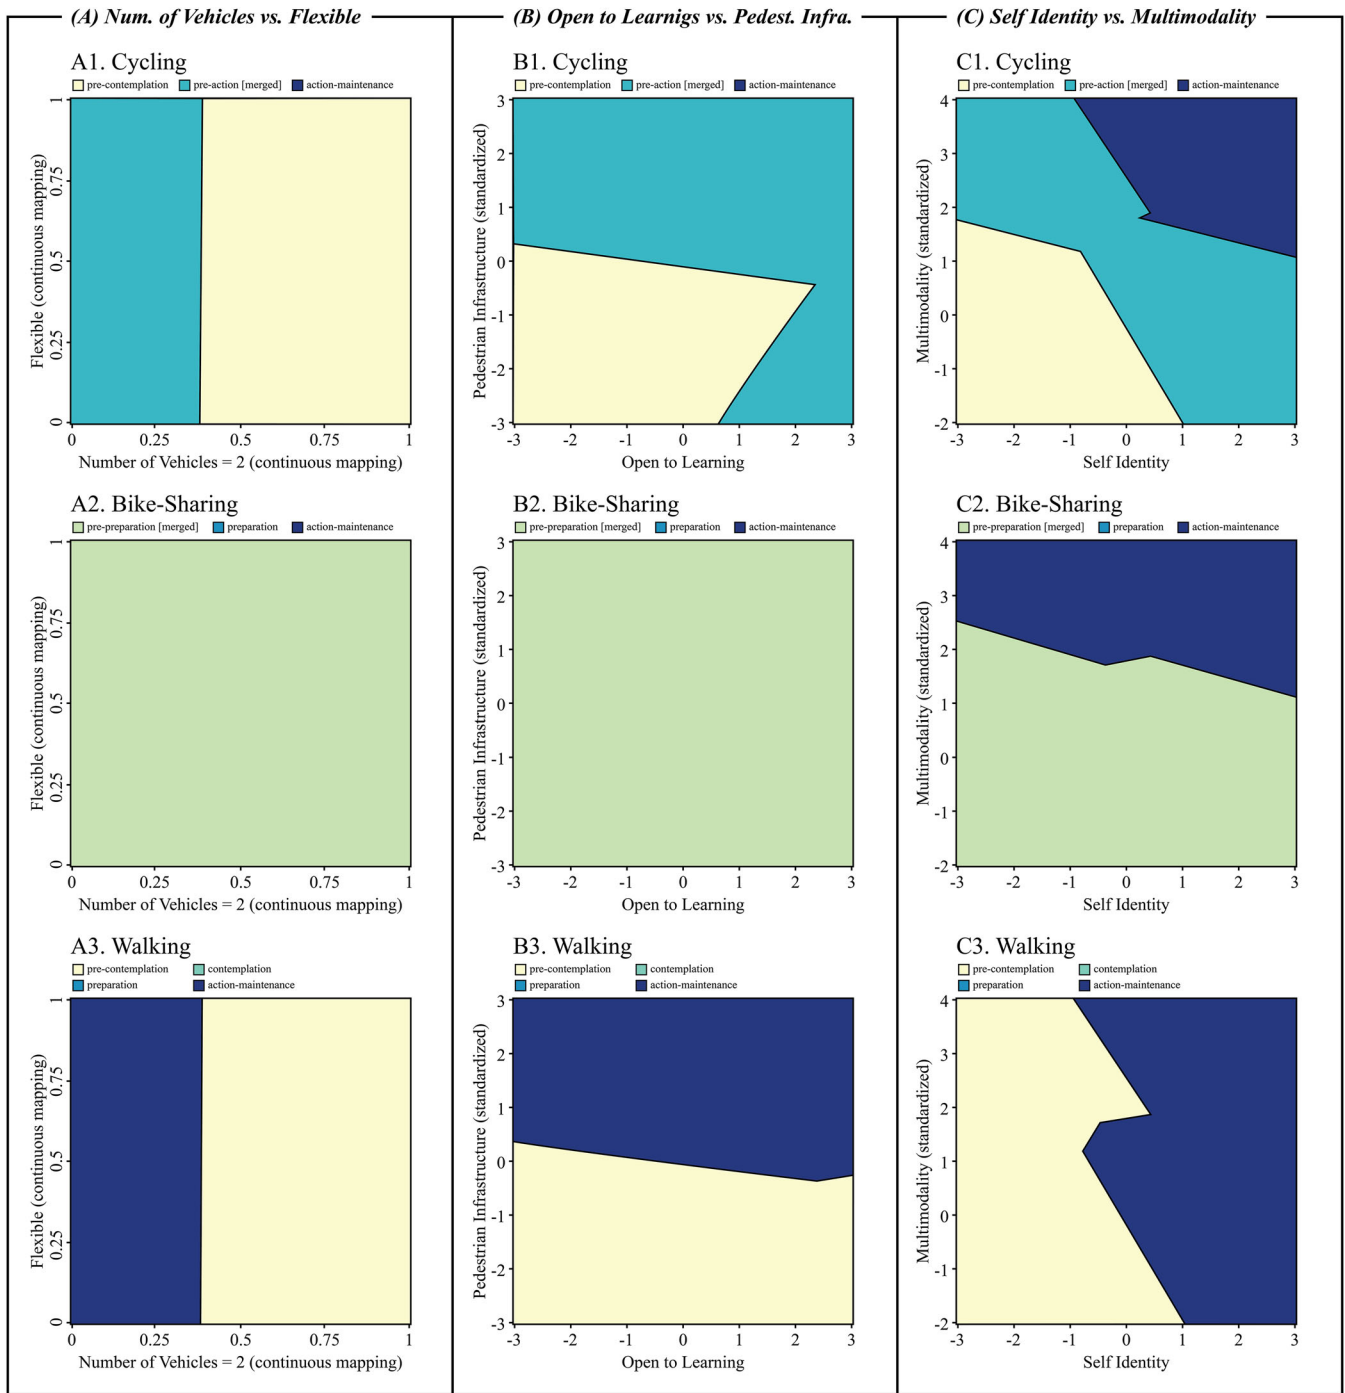 (A) Num. of Vehicles vs. Flexible
(B) Open to Learnigs vs. Pedest. Infra.
(C) Self Identity vs. Multimodality
A1. Cycling
pre-contemplation pre-action [merged] action-maintenance
Flexible (continuous mapping)
1
0.75
0.5
0.25
0
0 0.25 0.5 0.75 1
Number of Vehicles = 2 (continuous mapping)
B1. Cycling
pre-contemplation pre-action [merged] action-maintenance
Pedestrian Infrastructure (standardized)
3
2
1
0
-1
-2
-3
-3 -2 -1 0 1 2 3
Open to Learning
C1. Cycling
pre-contemplation pre-action [merged] action-maintenance
Multimodality (standardized)
4
3
2
1
0
-1
-2
-3 -2 -1 0 1 2 3
Self Identity
A2. Bike-Sharing
pre-preparation [merged] preparation action-maintenance
Flexible (continuous mapping)
1
0.75
0.5
0.25
0
0 0.25 0.5 0.75 1
Number of Vehicles = 2 (continuous mapping)
B2. Bike-Sharing
pre-preparation [merged] preparation action-maintenance
Pedestrian Infrastructure (standardized)
3
2
1
0
-1
-2
-3
-3 -2 -1 0 1 2 3
Open to Learning
C2. Bike-Sharing
pre-preparation [merged] preparation action-maintenance
Multimodality (standardized)
4
3
2
1
0
-1
-2
-3 -2 -1 0 1 2 3
Self Identity
A3. Walking
pre-contemplation contemplation
preparation action-maintenance
Flexible (continuous mapping)
1
0.75
0.5
0.25
0
0 0.25 0.5 0.75 1
Number of Vehicles = 2 (continuous mapping)
B3. Walking
pre-contemplation contemplation
preparation action-maintenance
Pedestrian Infrastructure (standardized)
3
2
1
0
-1
-2
-3
-3 -2 -1 0 1 2 3
Open to Learning
C3. Walking
pre-contemplation contemplation
preparation action-maintenance
Multimodality (standardized)
4
3
2
1
0
-1
-2
-3 -2 -1 0 1 2 3
Self Identity